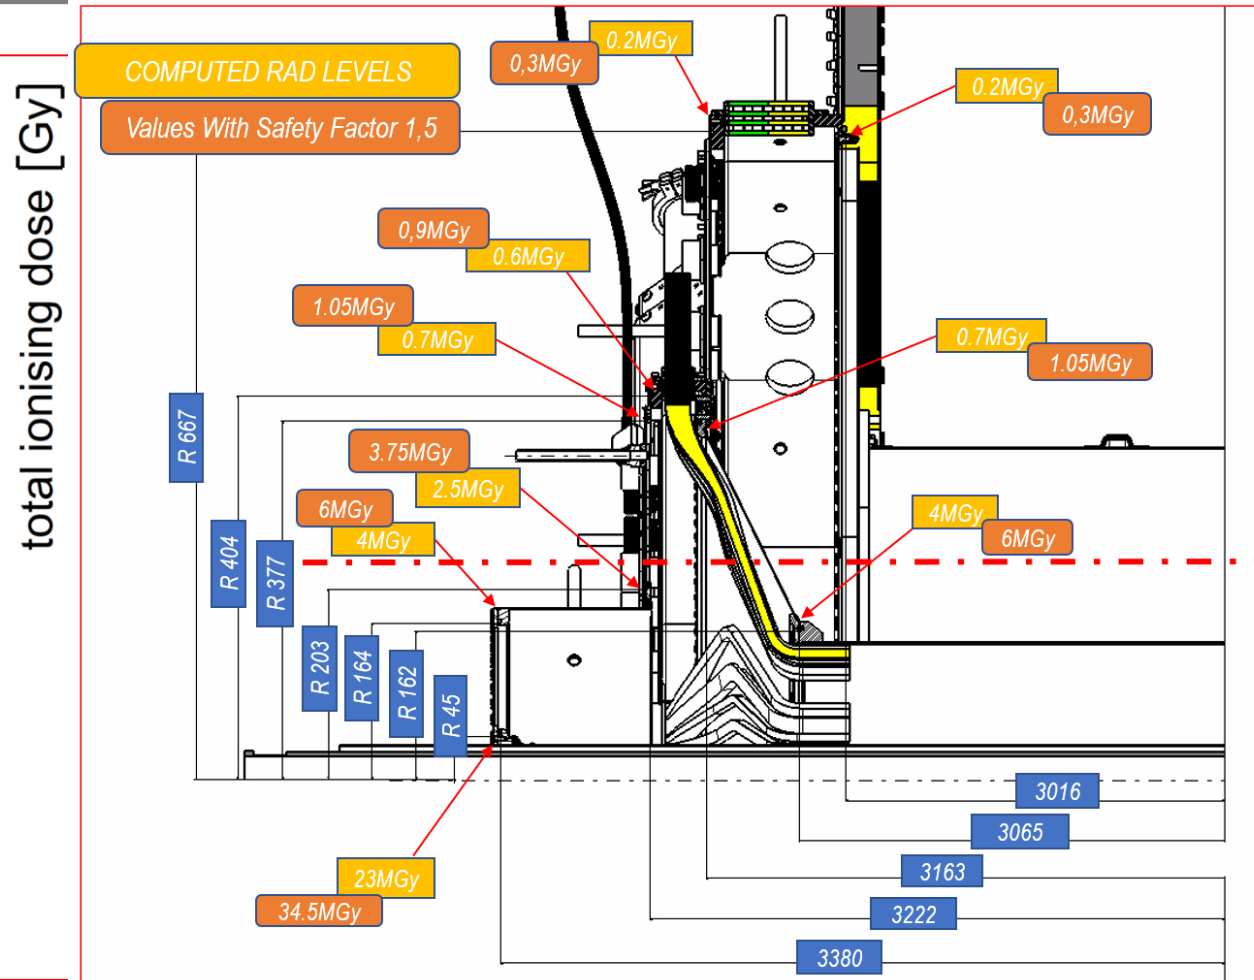 total ionising dose [Gy]
COMPUTED RAD LEVELS
Values With Safety Factor 1,5
0.2MGy
0,3MGy
0.2MGy
0,3MGy
0,9MGy
0.6MGy
1.05MGy
0.7MGy
0.7MGy
1.05MGy
3.75MGy
2.5MGy
6MGy
4MGy
4MGy
6MGy
R 667
R 404
R 377
R 203
R 164
R 162
R 45
3016
3065
3163
3222
3380
23MGy
34.5MGy